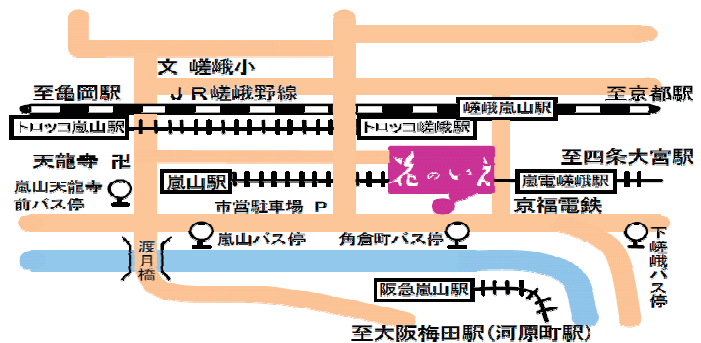 文 嵯峨小
至亀岡駅
JR嵯峨野線
至京都駅
嵯峨嵐山駅
トロッコ嵐山駅
トロッコ嵯峨駅
天龍寺 卍
花のいえ
至四条大宮駅
嵐山駅
嵐電嵯峨駅
嵐山天龍寺
前バス停
市営駐車場 P
京福電鉄
嵐山バス停
角倉町バス停
下嵯峨バス停
渡月橋
阪急嵐山駅
至大阪梅田駅(河原町駅)